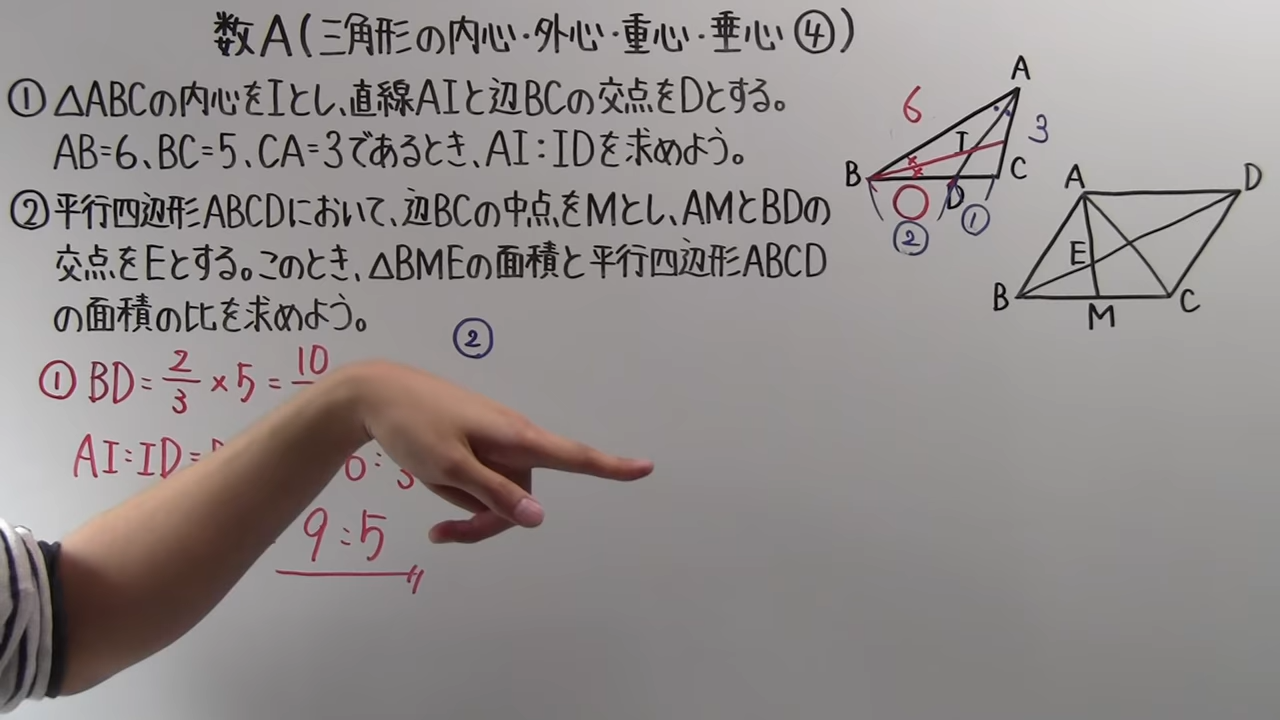 数A(三角形の内心・外心・重心・垂心④)
① △ABCの内心をIとし、直線AIと辺BCの交点をDとする。
AB=6、BC=5、CA=3であるとき、AI:IDを求めよう。
② 平行四辺形ABCDにおいて、辺BCの中点をMとし、AMとBDの
交点をEとする。このとき、△BMEの面積と平行四辺形ABCD
の面積の比を求めよう。
① BD=2/3×5=10
AI:ID=
9:5
②
A
6
3
I
B
D
C
②
①
A
D
E
B
M
C